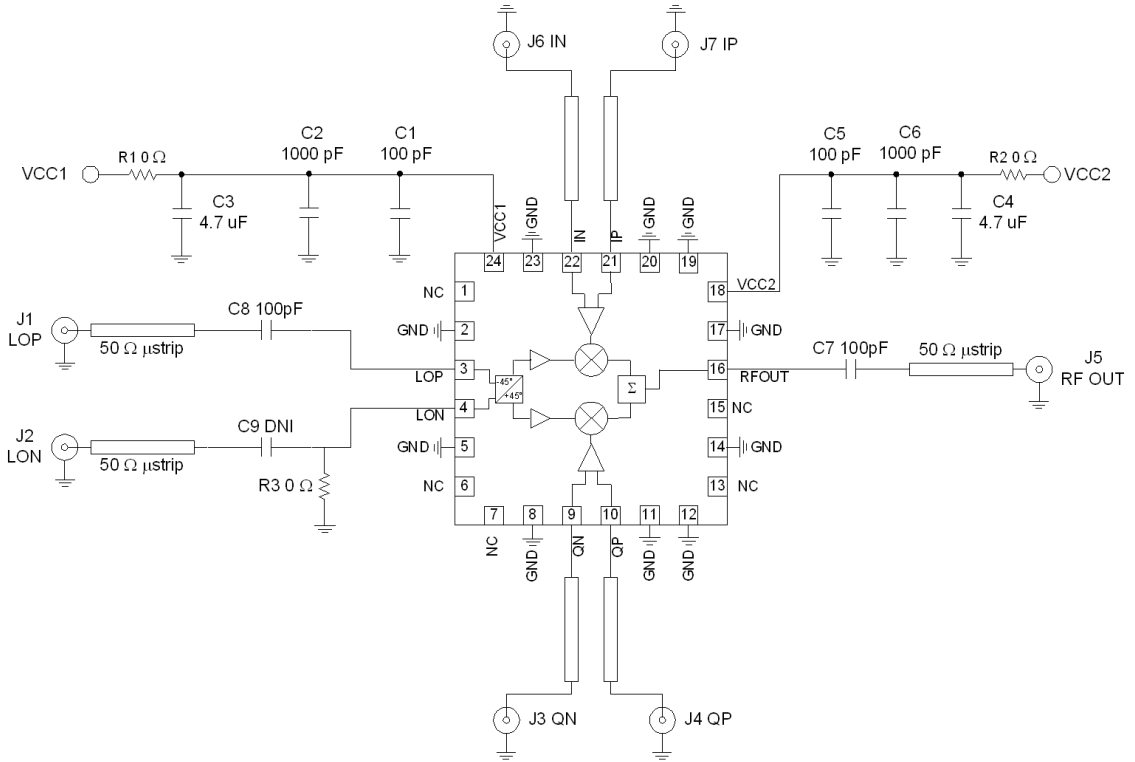 J6 IN
J7 IP
VCC1
R1 0 Ω
C2
1000 pF
C1
100 pF
C3
4.7 uF
C5
100 pF
C6
1000 pF
R2 0 Ω
VCC2
C4
4.7 uF
VCC1
GND
IN
IP
GND
GND
24
23
22
21
20
19
NC
1
18
VCC2
J1
LOP
50 Ω µstrip
C8 100pF
GND
2
17
GND
LOP
3
-45°
+45°
Σ
16
RFOUT
C7 100pF
50 Ω µstrip
J5
RF OUT
LON
4
15
NC
J2
LON
50 Ω µstrip
C9 DNI
R3 0 Ω
GND
5
14
GND
NC
6
13
NC
7
8
9
10
11
12
NC
GND
QN
QP
GND
GND
J3 QN
J4 QP